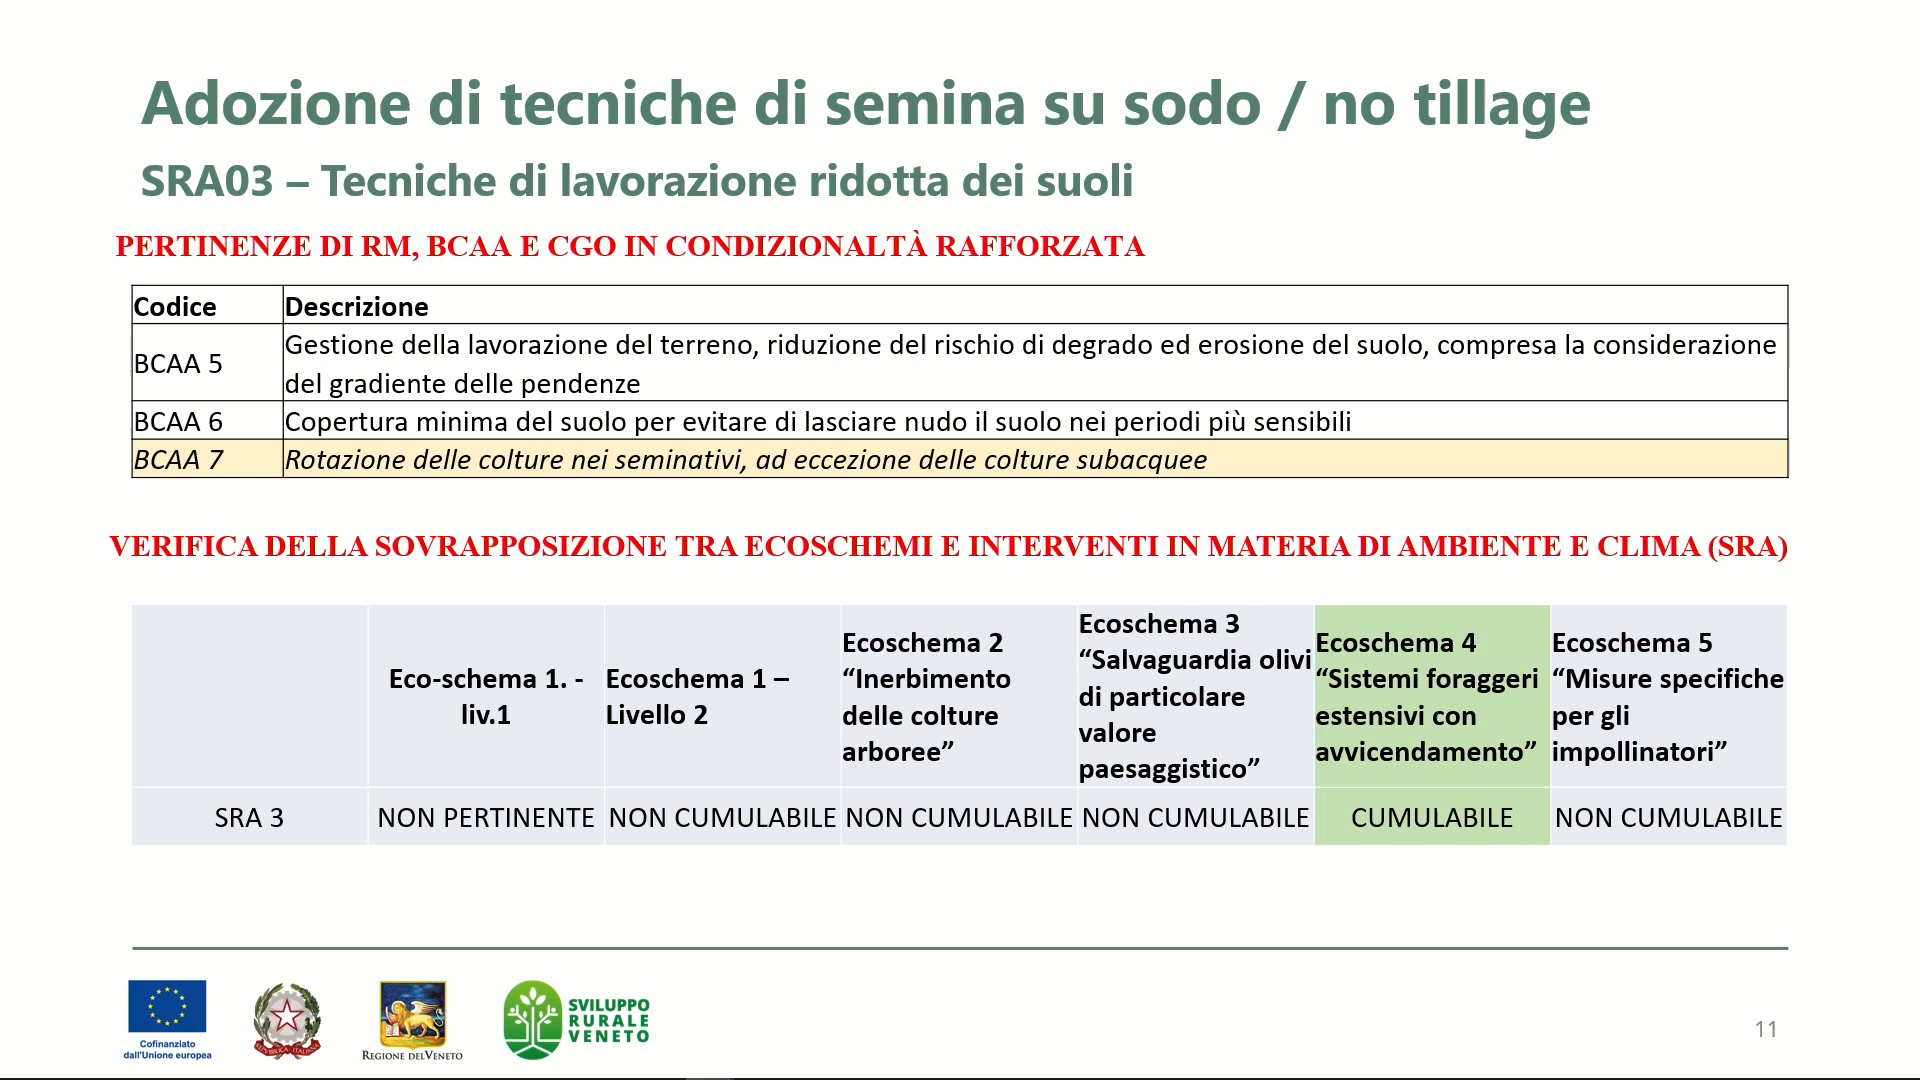 Adozione di tecniche di semina su sodo / no tillage
SRA03 – Tecniche di lavorazione ridotta dei suoli
PERTINENZE DI RM, BCAA E CGO IN CONDIZIONALTÀ RAFFORZATA
Codice Descrizione
BCAA 5 Gestione della lavorazione del terreno, riduzione del rischio di degrado ed erosione del suolo, compresa la considerazione
del gradiente delle pendenze
BCAA 6 Copertura minima del suolo per evitare di lasciare nudo il suolo nei periodi più sensibili
BCAA 7 Rotazione delle colture nei seminativi, ad eccezione delle colture subacquee
VERIFICA DELLA SOVRAPPOSIZIONE TRA ECOSCHEMI E INTERVENTI IN MATERIA DI AMBIENTE E CLIMA (SRA)
Eco-schema 1. -
liv.1
Ecoschema 1 –
Livello 2
Ecoschema 2
“Inerbimento
delle colture
arboree”
Ecoschema 3
“Salvaguardia olivi
di particolare
valore
paesaggistico”
Ecoschema 4
“Sistemi foraggeri
estensivi con
avvicendamento”
Ecoschema 5
“Misure specifiche
per gli
impollinatori”
SRA 3 NON PERTINENTE NON CUMULABILE NON CUMULABILE NON CUMULABILE CUMULABILE NON CUMULABILE
Cofinanziato
dall'Unione europea
REGIONE DEL VENETO
SVILUPPO
RURALE
VENETO
11